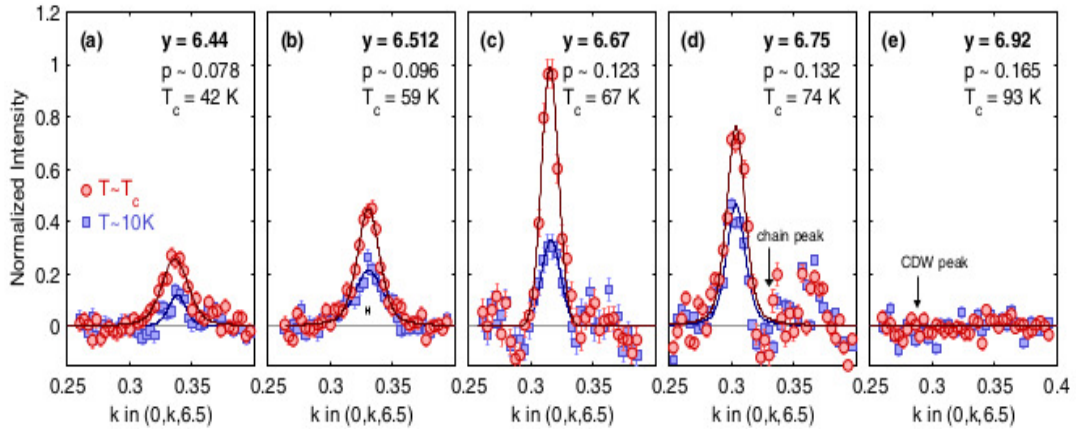 (a) y = 6.44
p ~ 0.078
T_c = 42 K
(b) y = 6.512
p ~ 0.096
T_c = 59 K
(c) y = 6.67
p ~ 0.123
T_c = 67 K
(d) y = 6.75
p ~ 0.132
T_c = 74 K
(e) y = 6.92
p ~ 0.165
T_c = 93 K
Normalized Intensity
1.2
1
0.8
0.6
0.4
0.2
0
T~T_c
T~10K
chain peak
CDW peak
0.25 0.3 0.35
0.25 0.3 0.35
0.25 0.3 0.35
0.25 0.3 0.35
0.25 0.3 0.35 0.4
k in (0,k,6.5)
k in (0,k,6.5)
k in (0,k,6.5)
k in (0,k,6.5)
k in (0,k,6.5)